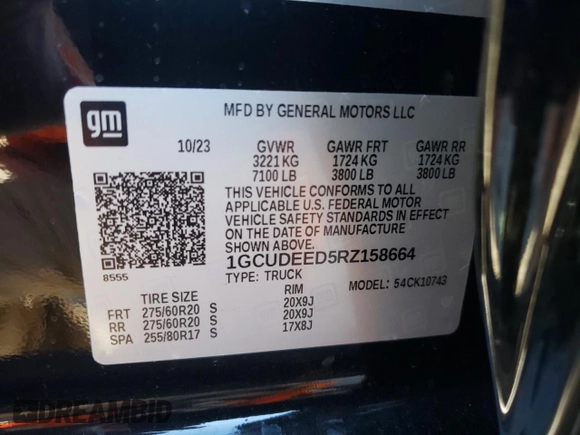 gm
MFD BY GENERAL MOTORS LLC
10/23 GVWR GAWR FRT GAWR RR
3221 KG 1724 KG 1724 KG
7100 LB 3800 LB 3800 LB
THIS VEHICLE CONFORMS TO ALL
APPLICABLE U.S. FEDERAL MOTOR
VEHICLE SAFETY STANDARDS IN EFFECT
ON THE DATE OF MANUFACTURE
SHOWN ABOVE.
1GCUDEED5RZ158664
8555
TYPE: TRUCK MODEL: 54CK10743
TIRE SIZE RIM
FRT 275/60R20 S 20X9J
RR 275/60R20 S 20X9J
SPA 255/80R17 S 17X8J
DREAMBID